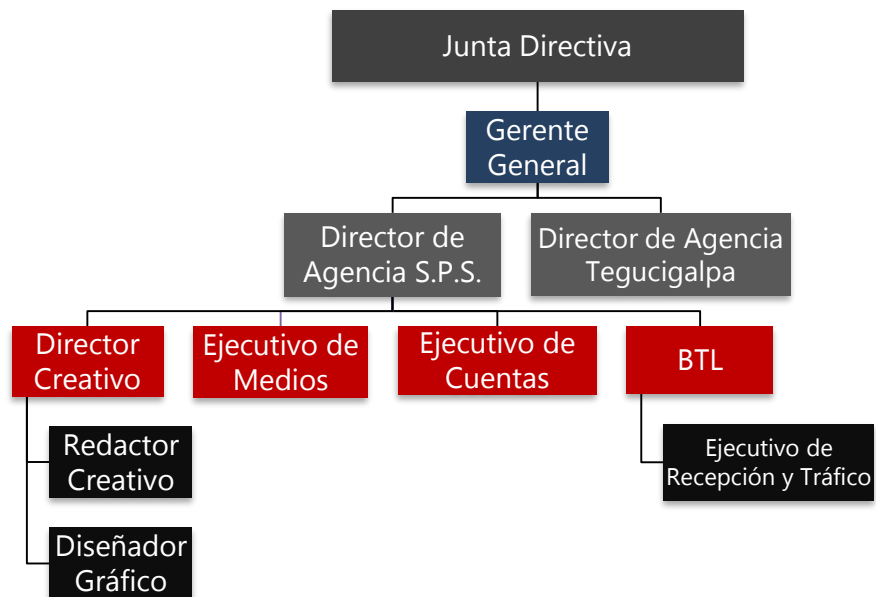 Junta Directiva
Gerente
General
Director de
Agencia S.P.S.
Director de Agencia
Tegucigalpa
Director
Creativo
Ejecutivo de
Medios
Ejecutivo de
Cuentas
BTL
Redactor
Creativo
Ejecutivo de
Recepción y Tráfico
Diseñador
Gráfico